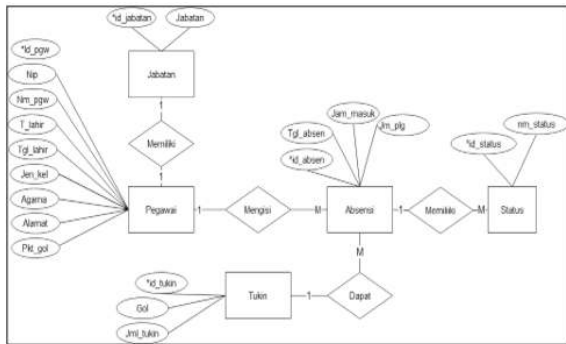 *id_jabatan
Jabatan
*Id_pgw
Nip
Nm_pgw
T_lahir
Tgl_lahir
Jen_kel
Agama
Alamat
Pkt_gol
Jabatan
1
Memiliki
1
Pegawai
1
Mengisi
M
Tgl_absen
Jam_masuk
Jm_plg
*id_absen
Absensi
1
Memiliki
M
nm_status
*id_status
Status
M
Dapat
1
Tukin
*id_tukin
Gol
Jml_tukin